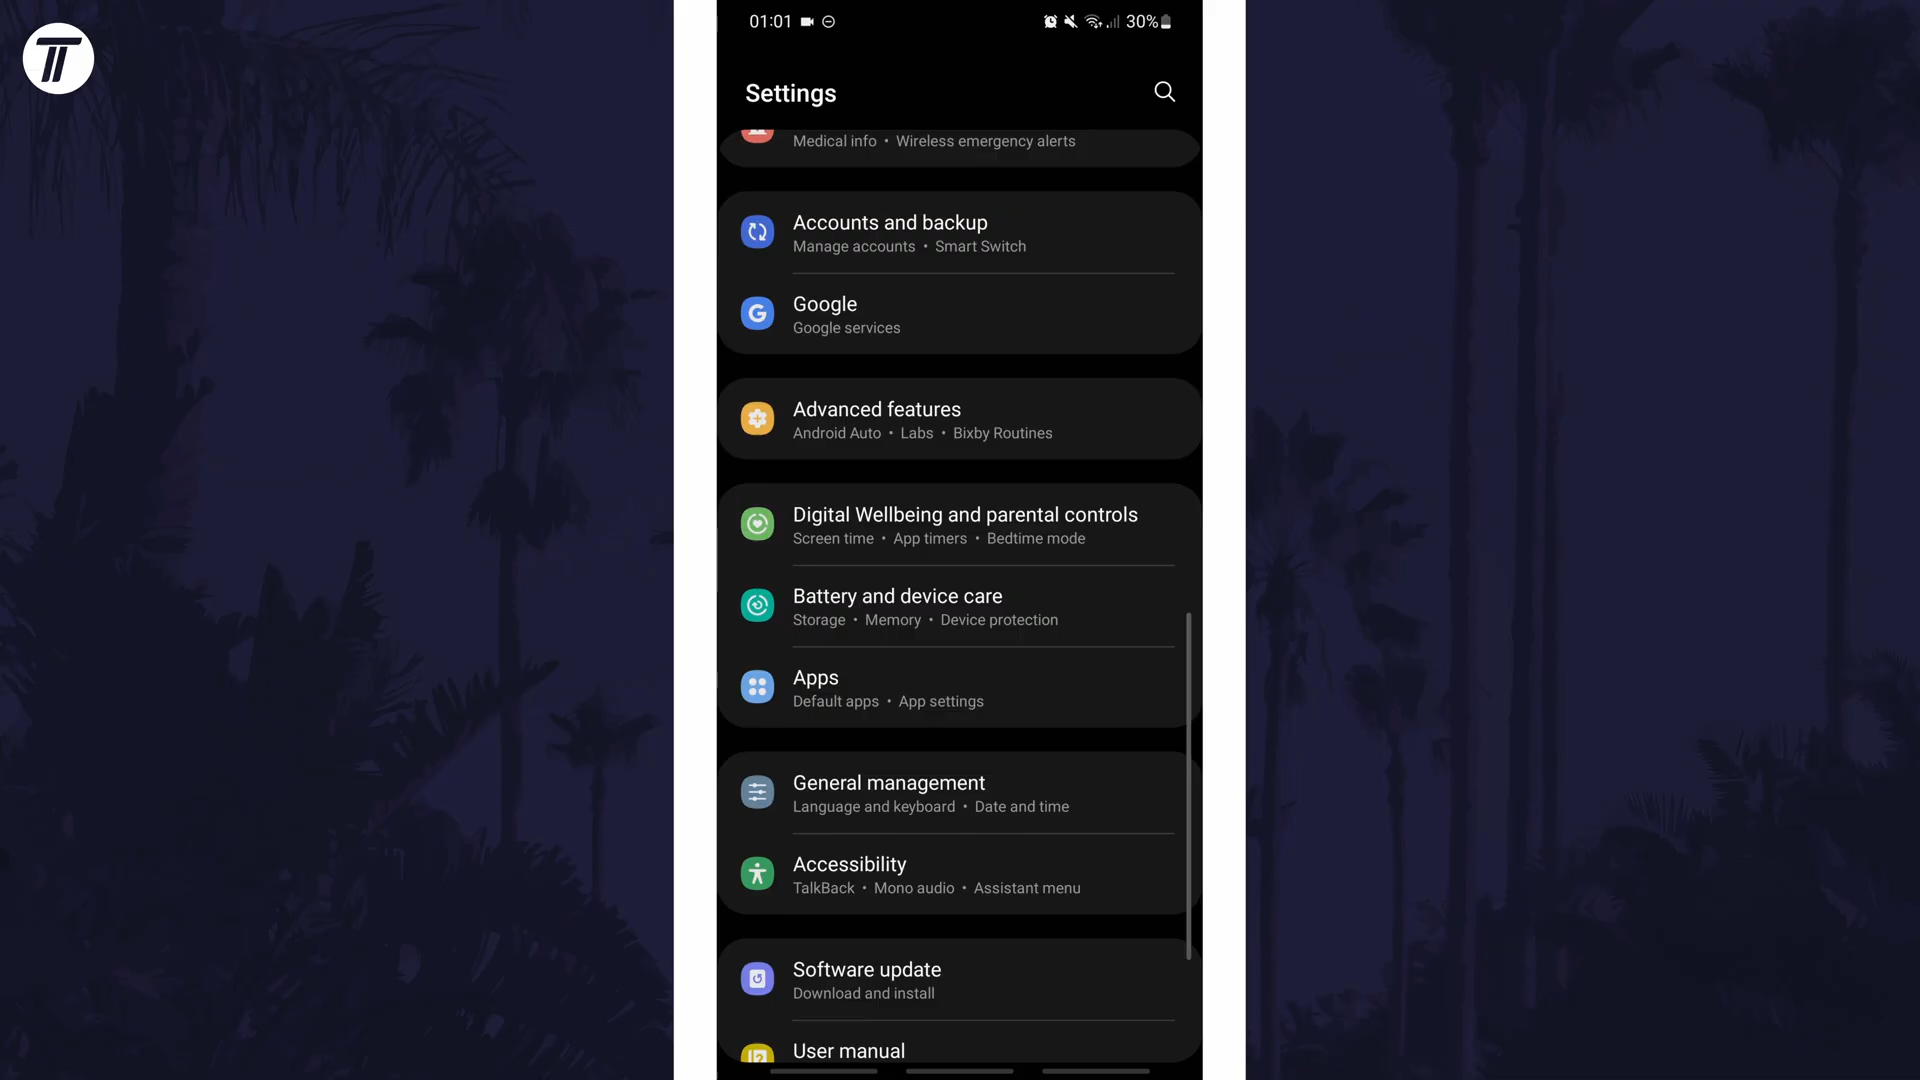 01:01
30%
Settings
Medical info • Wireless emergency alerts
Accounts and backup
Manage accounts • Smart Switch
Google
Google services
Advanced features
Android Auto • Labs • Bixby Routines
Digital Wellbeing and parental controls
Screen time • App timers • Bedtime mode
Battery and device care
Storage • Memory • Device protection
Apps
Default apps • App settings
General management
Language and keyboard • Date and time
Accessibility
TalkBack • Mono audio • Assistant menu
Software update
Download and install
User manual